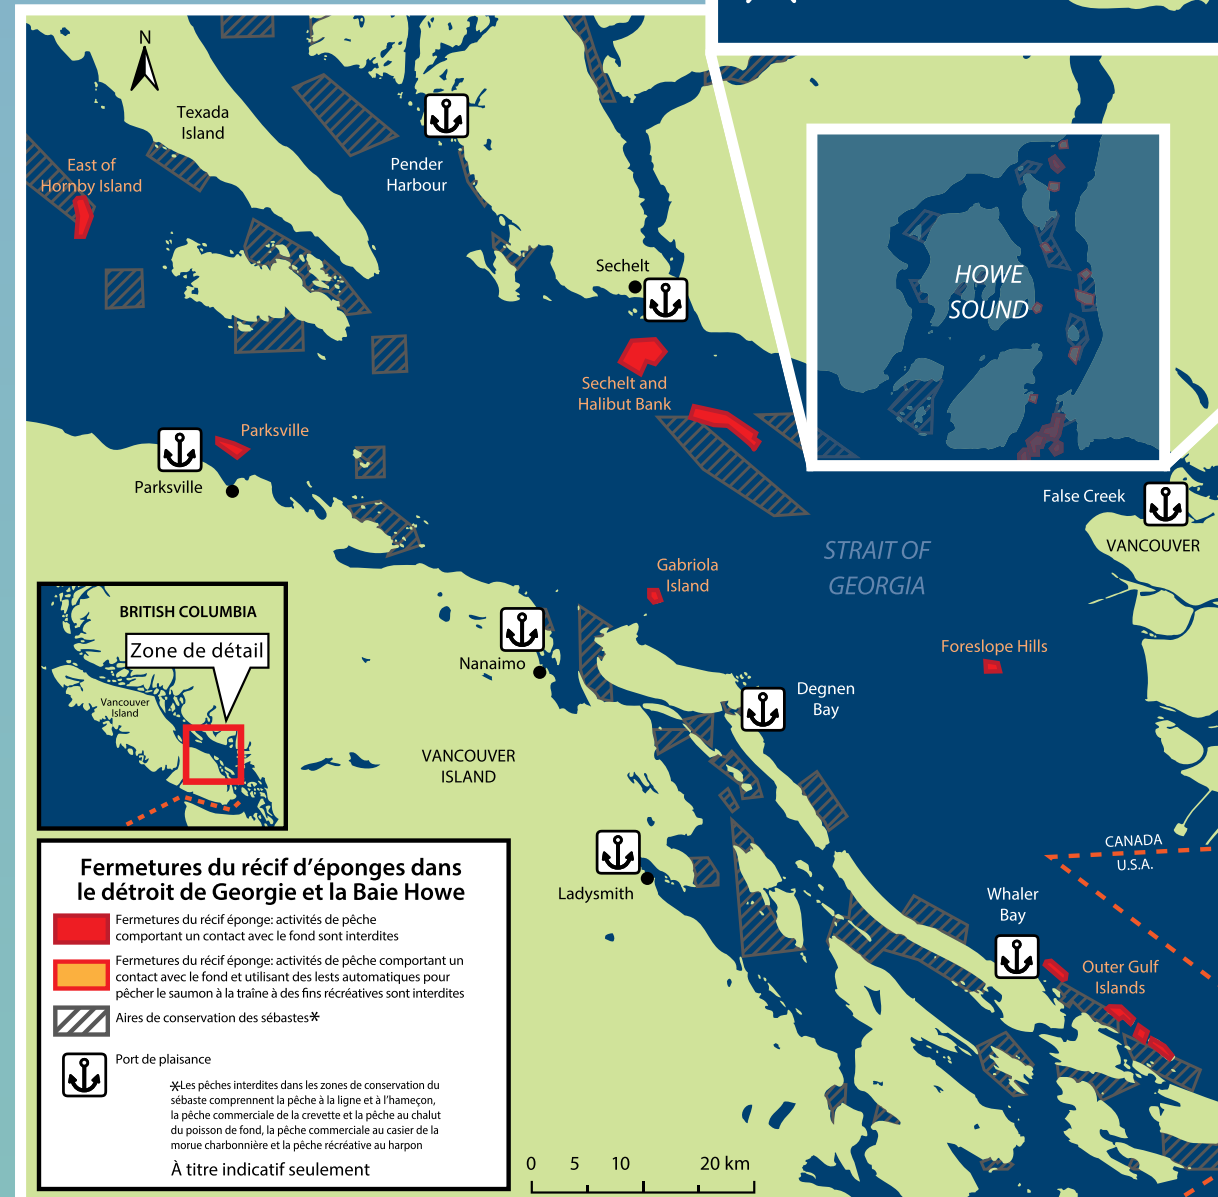 N
Texada
Island
East of
Hornby Island
Pender
Harbour
Sechelt
HOWE
SOUND
Sechelt and
Halibut Bank
Parksville
Parksville
False Creek
VANCOUVER
STRAIT OF
GEORGIA
Gabriola
Island
Foreslope Hills
Nanaimo
Degnen
Bay
BRITISH COLUMBIA
Zone de détail
Vancouver
Island
VANCOUVER
ISLAND
CANADA
U.S.A.
Ladysmith
Whaler
Bay
Outer Gulf
Islands
Fermetures du récif d'éponges dans
le détroit de Georgie et la Baie Howe
Fermetures du récif éponge: activités de pêche
comportant un contact avec le fond sont interdites
Fermetures du récif éponge: activités de pêche comportant un
contact avec le fond et utilisant des lests automatiques pour
pêcher le saumon à la traîne à des fins récréatives sont interdites
Aires de conservation des sébastes*
Port de plaisance
*Les pêches interdites dans les zones de conservation du
sébaste comprennent la pêche à la ligne et à l'hameçon,
la pêche commerciale de la crevette et la pêche au chalut
du poisson de fond, la pêche commerciale au casier de la
morue charbonnière et la pêche récréative au harpon
À titre indicatif seulement
0 5 10 20 km